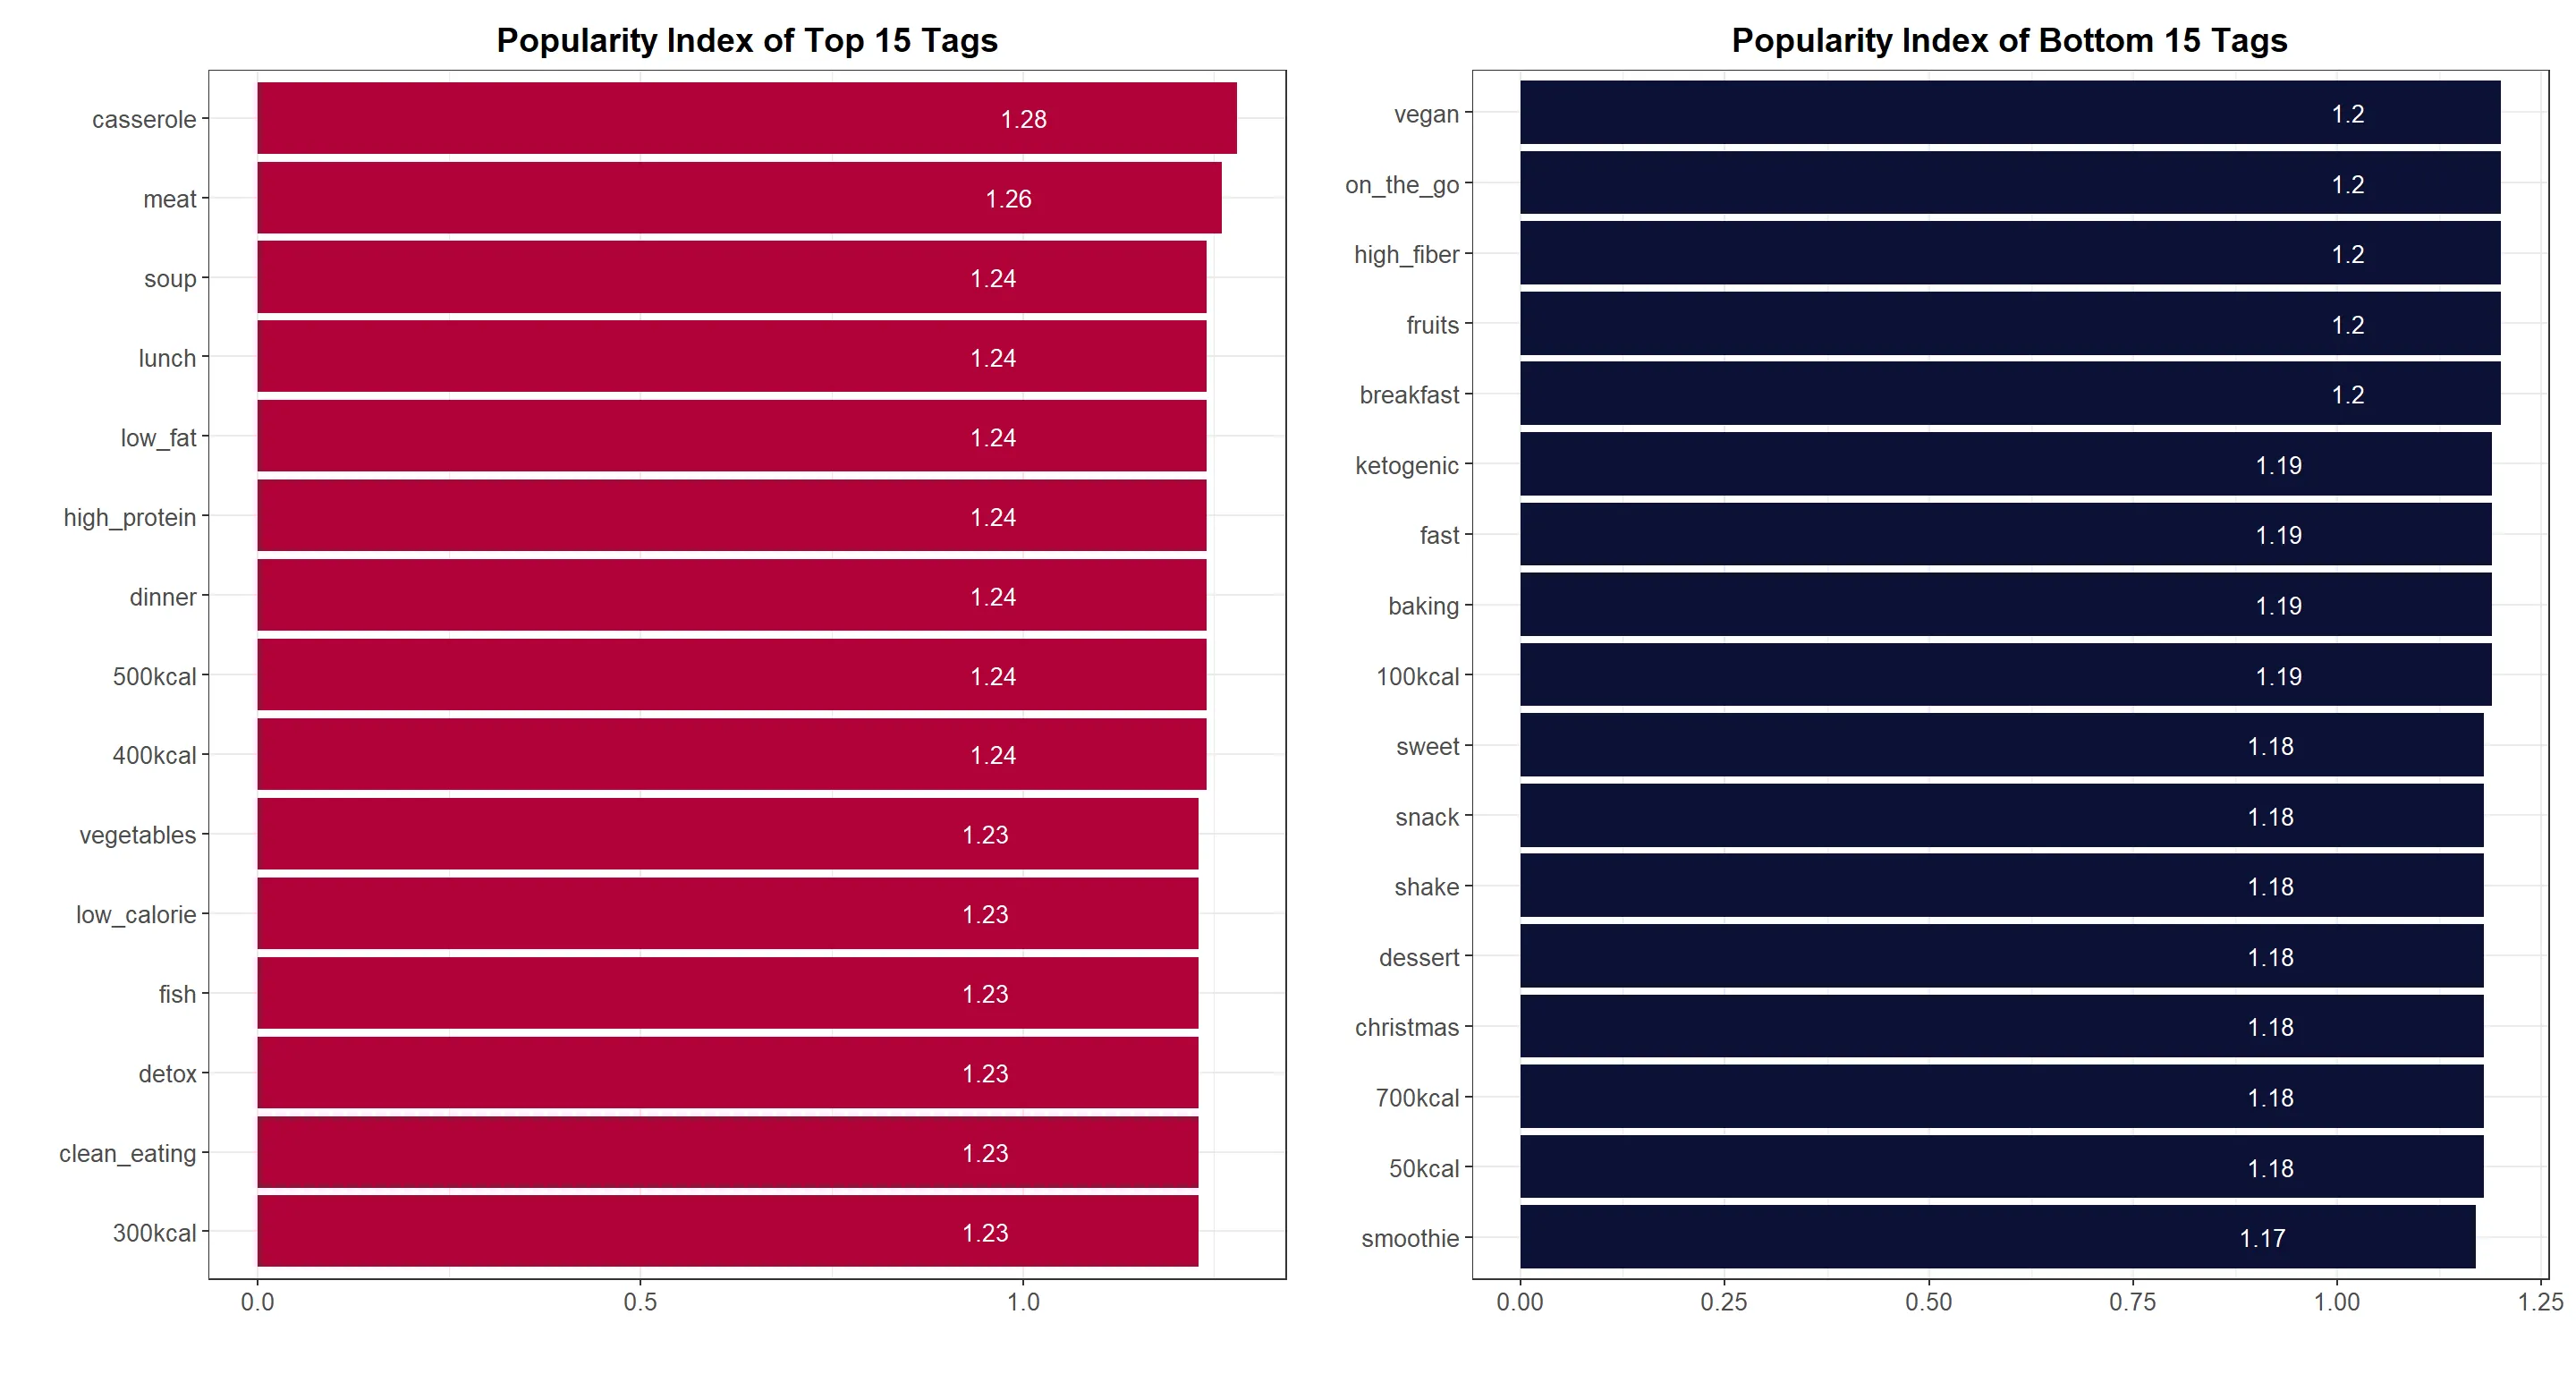 Popularity Index of Top 15 Tags
casserole 1.28
meat 1.26
soup 1.24
lunch 1.24
low_fat 1.24
high_protein 1.24
dinner 1.24
500kcal 1.24
400kcal 1.24
vegetables 1.23
low_calorie 1.23
fish 1.23
detox 1.23
clean_eating 1.23
300kcal 1.23
0.0 0.5 1.0
Popularity Index of Bottom 15 Tags
vegan 1.2
on_the_go 1.2
high_fiber 1.2
fruits 1.2
breakfast 1.2
ketogenic 1.19
fast 1.19
baking 1.19
100kcal 1.19
sweet 1.18
snack 1.18
shake 1.18
dessert 1.18
christmas 1.18
700kcal 1.18
50kcal 1.18
smoothie 1.17
0.00 0.25 0.50 0.75 1.00 1.25